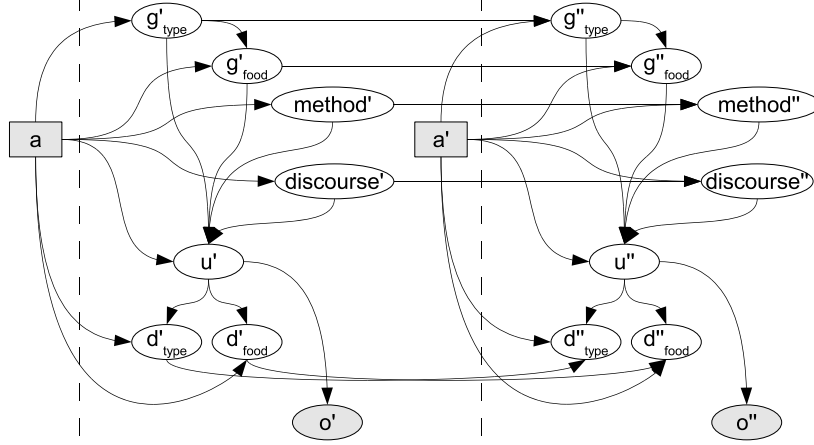 g'type g"type
g'food g"food
method' method"
a a'
discourse' discourse"
u' u"
d'type d'food d"type d"food
o' o"